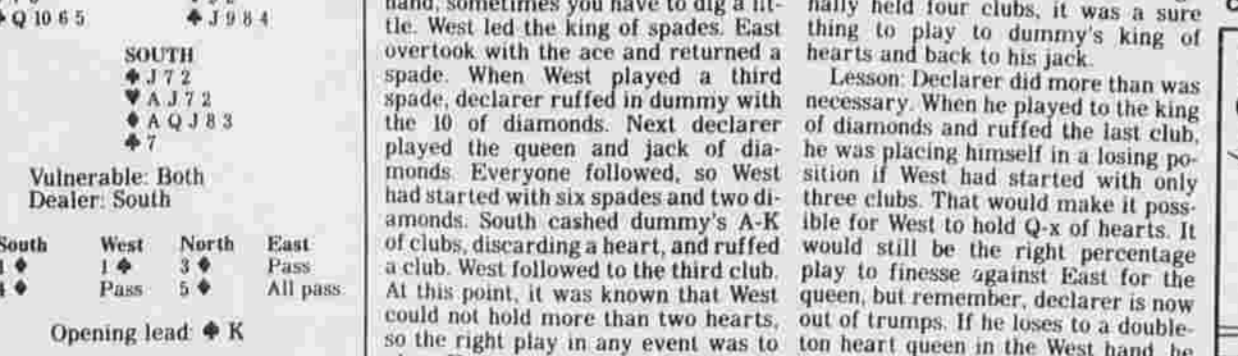 ♣ Q 10 6 5
♣ J 9 8 4
SOUTH
♠ J 7 2
♥ A J 7 2
♦ A Q J 8 3
♣ 7
Vulnerable: Both
Dealer: South
South West North East
1 ♦ 1 ♠ 3 ♦ Pass
4 ♦ Pass 5 ♦ All pass
Opening lead: ♠ K
hand, sometimes you have to dig a lit-
tle. West led the king of spades. East
overtook with the ace and returned a
spade. When West played a third
spade, declarer ruffed in dummy with
the 10 of diamonds. Next declarer
played the queen and jack of dia-
monds. Everyone followed, so West
had started with six spades and two di-
amonds. South cashed dummy's A-K
of clubs, discarding a heart, and ruffed
a club. West followed to the third club.
At this point, it was known that West
could not hold more than two hearts,
so the right play in any event was to
nally held four clubs, it was a sure
thing to play to dummy's king of
hearts and back to his jack.
Lesson: Declarer did more than was
necessary. When he played to the king
of diamonds and ruffed the last club,
he was placing himself in a losing po-
sition if West had started with only
three clubs. That would make it poss-
ible for West to hold Q-x of hearts. It
would still be the right percentage
play to finesse against East for the
queen, but remember, declarer is now
out of trumps. If he loses to a double-
ton heart queen in the West hand, he